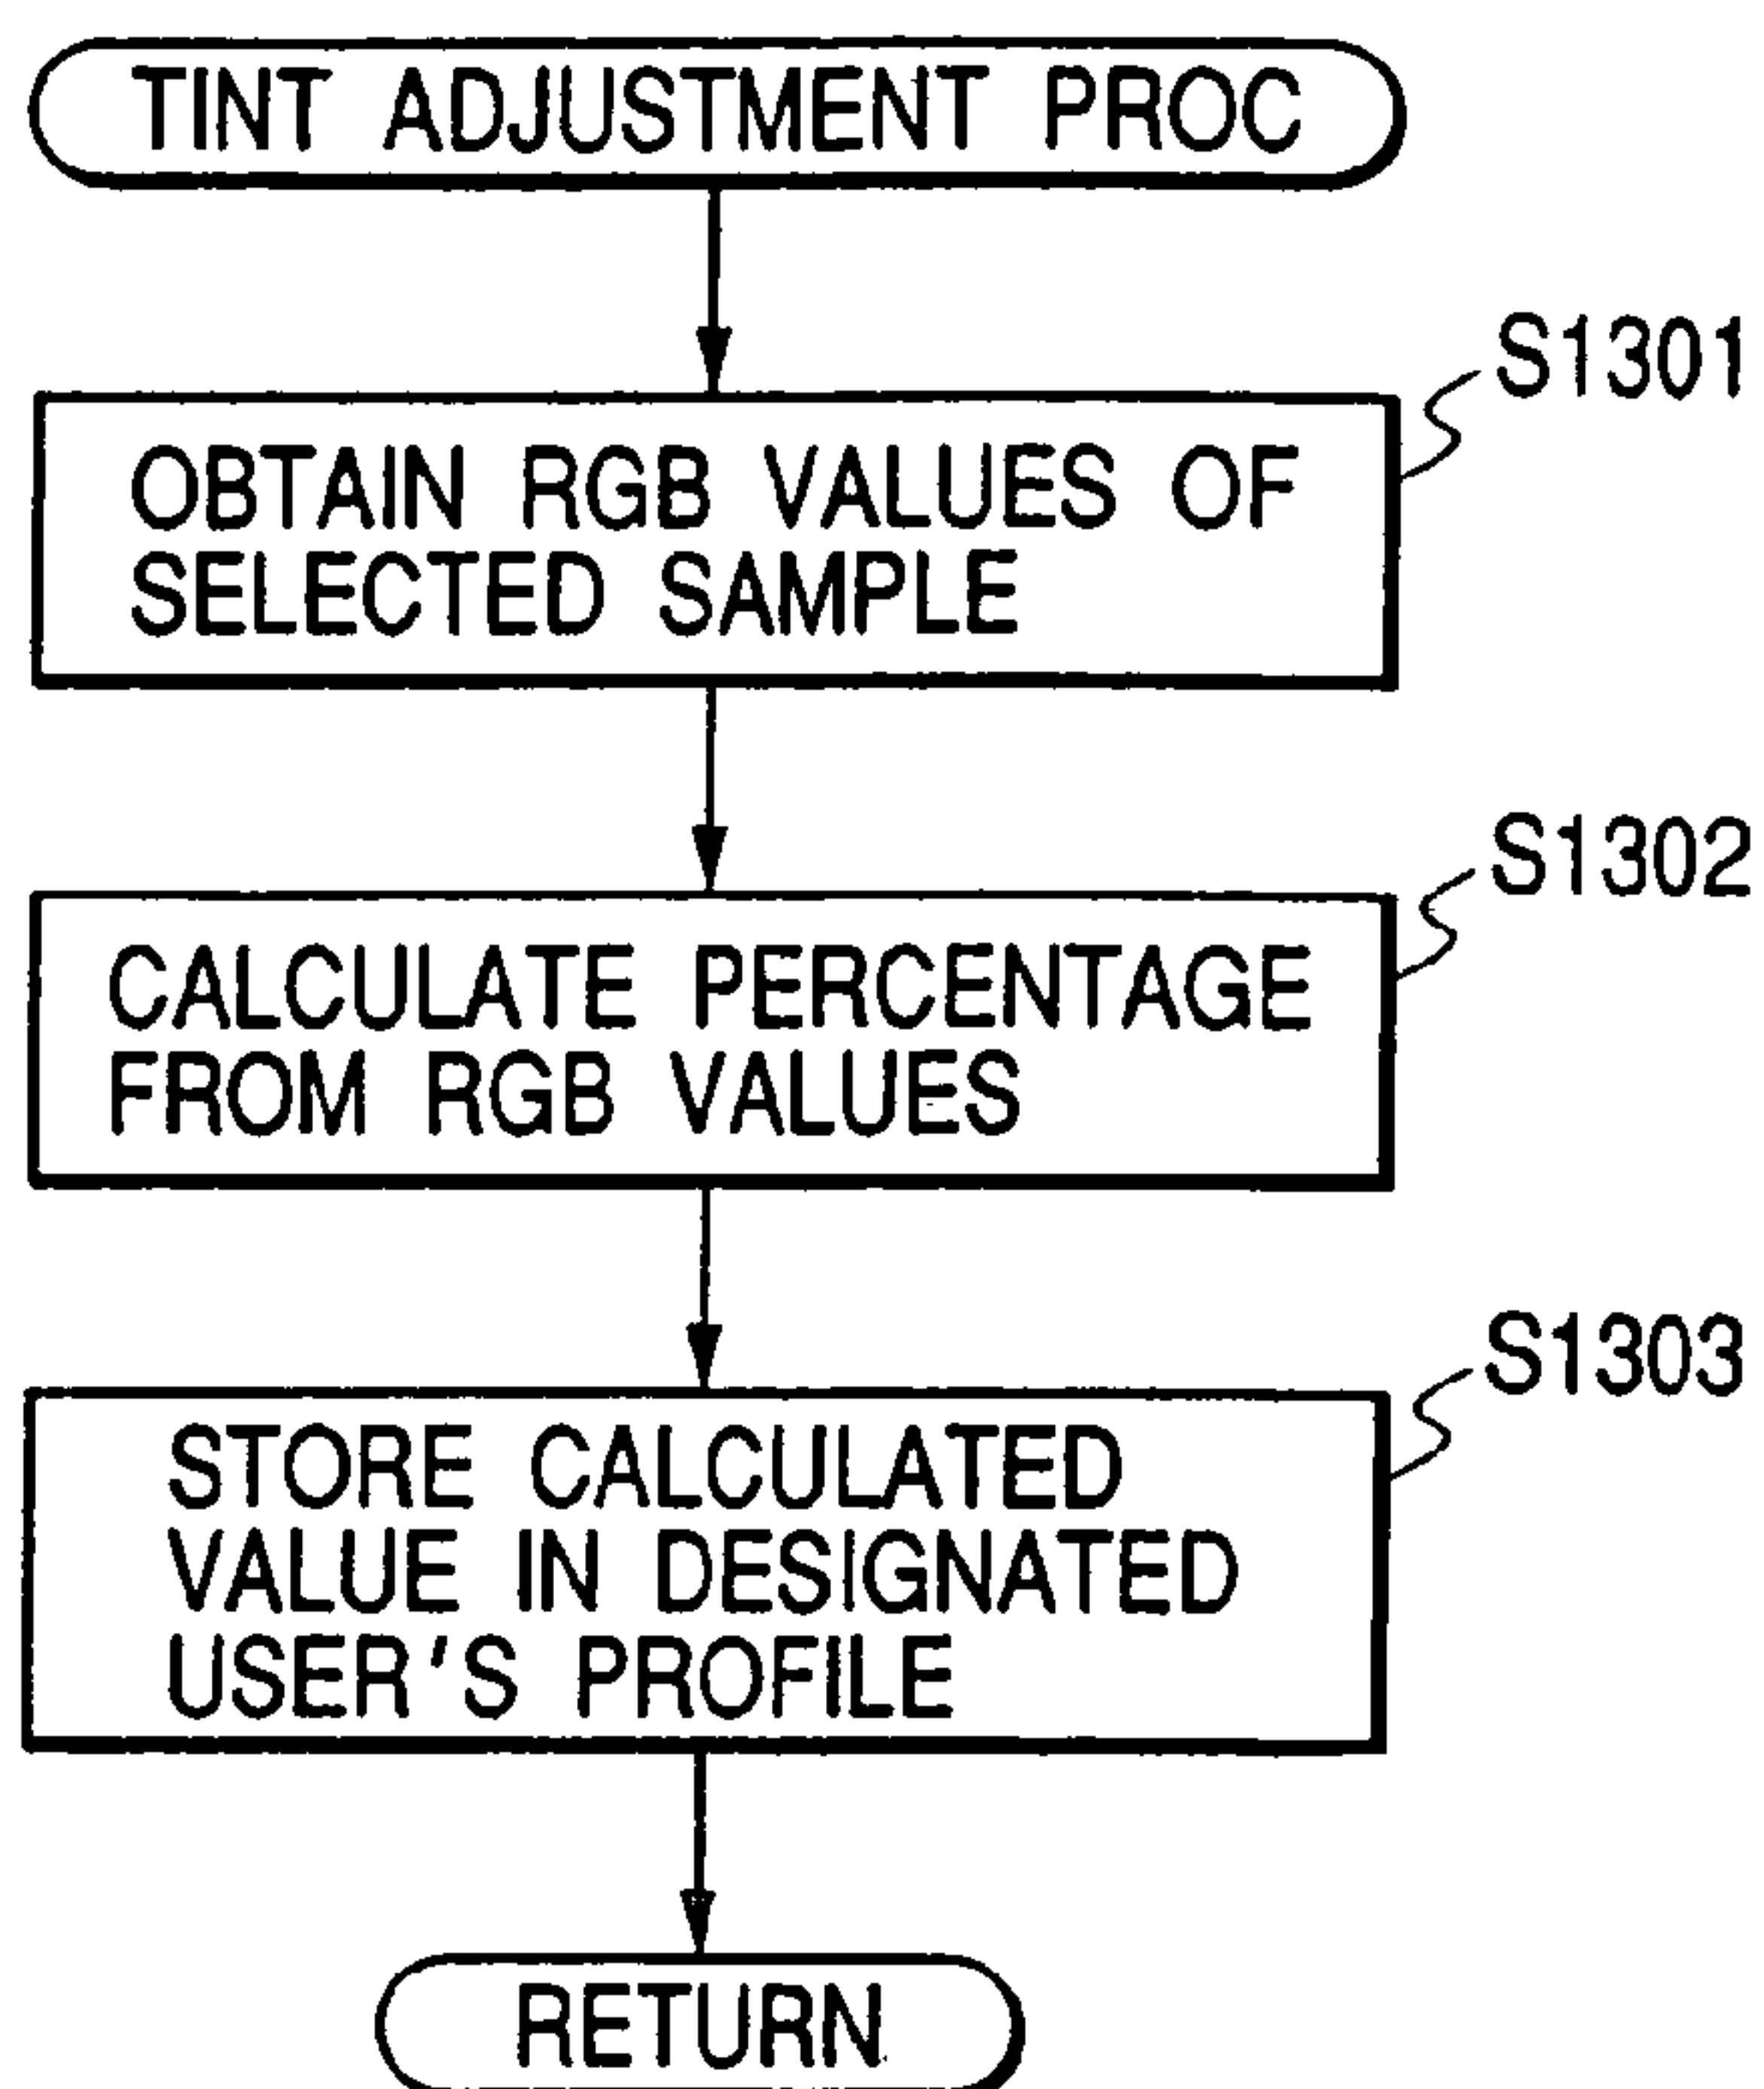 TINT ADJUSTMENT PROC
S1301
OBTAIN RGB VALUES OF
SELECTED SAMPLE
S1302
CALCULATE PERCENTAGE
FROM RGB VALUES
S1303
STORE CALCULATED
VALUE IN DESIGNATED
USER'S PROFILE
RETURN